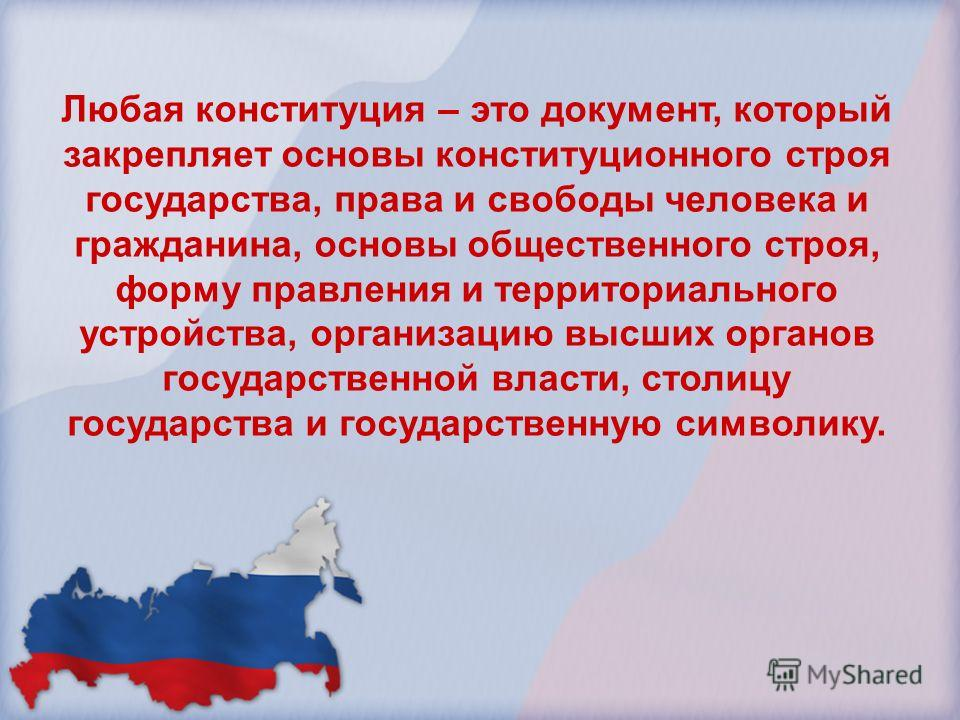 Любая конституция – это документ, который
закрепляет основы конституционного строя
государства, права и свободы человека и
гражданина, основы общественного строя,
форму правления и территориального
устройства, организацию высших органов
государственной власти, столицу
государства и государственную символику.
MyShared